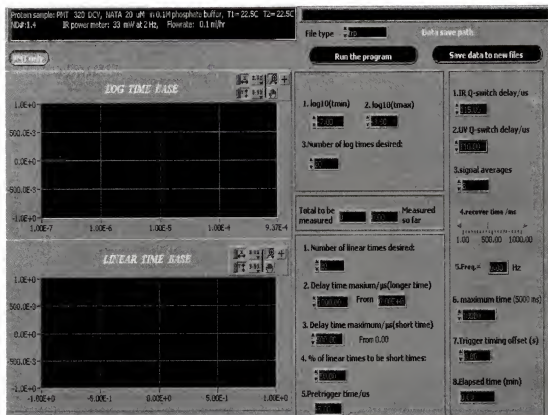 Protein sample: PMT 320 DCV, NATA 20 uM in 0.1M phosphate buffer, T1= 22.5C T2= 22.5C
ND#:1.4 IR power meter: 33 mW at 2 Hz, Flowrate: 0.1 ml/hr
File type
Data save path
Run the program
Save data to new files
LOG TIME BASE
1.0E+0
500.0E-3
0.0E+0
-500.0E-3
-1.0E+0
1.00E-7
1.00E-6
1.00E-5
1.00E-4
9.37E-4
1. log10(tmin)
2. log10(tmax)
3.Number of log times desired:
Total to be measured
Measured so far
LINEAR TIME BASE
1.0E+0
500.0E-3
0.0E+0
-500.0E-3
-1.0E+0
-1.00E+0
-5.00E-1
0.00E+0
5.00E-1
1.00E+0
1. Number of linear times desired:
2. Delay time maxium/µs(longer time)
From
3. Delay time maximum/µs(short time)
From 0.00
4. % of linear times to be short times:
5.Pretrigger time/us
1.IR Q-switch delay/us
2.UV Q-switch delay/us
3.signal averages
4.recover time /ms
1.00 500.00 1000.00
5.Freq.= Hz
6. maximum time (5000 ms)
7.Trigger timing offset (s)
8.Elapsed time (min)